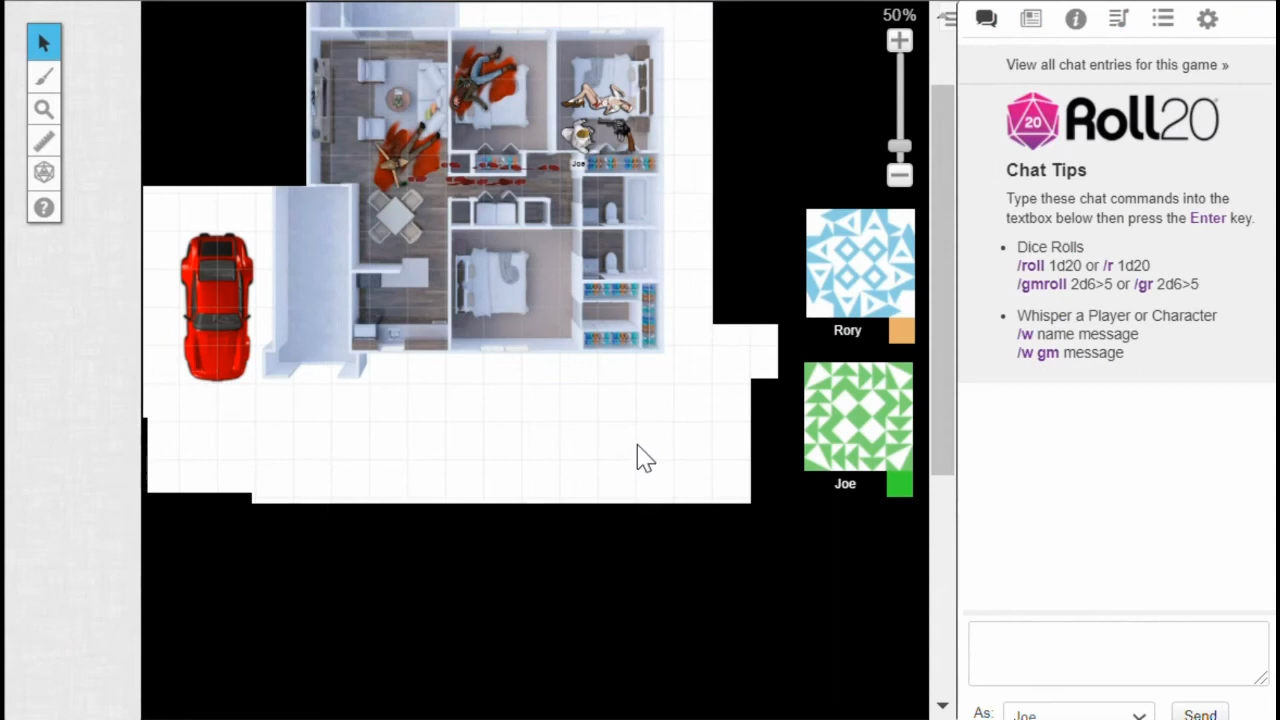 50%
View all chat entries for this game »
20
Roll20
Chat Tips
Type these chat commands into the
textbox below then press the Enter key.
Dice Rolls
/roll 1d20 or /r 1d20
/gmroll 2d6>5 or /gr 2d6>5
Whisper a Player or Character
/w name message
/w gm message
Joe
Rory
Joe
As:
Joe
Send